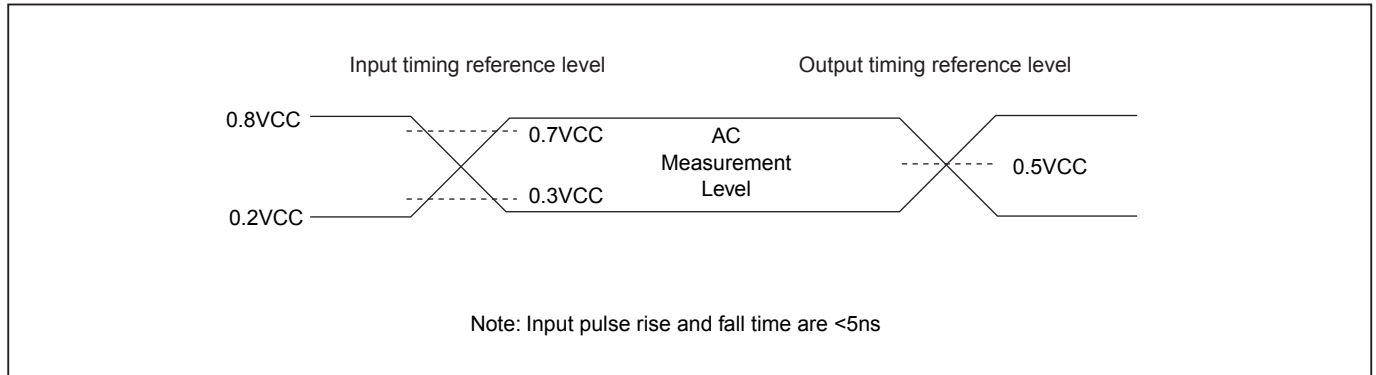 Input timing reference level
Output timing reference level
0.8VCC
0.7VCC
AC
Measurement
Level
0.5VCC
0.3VCC
0.2VCC
Note: Input pulse rise and fall time are <5ns